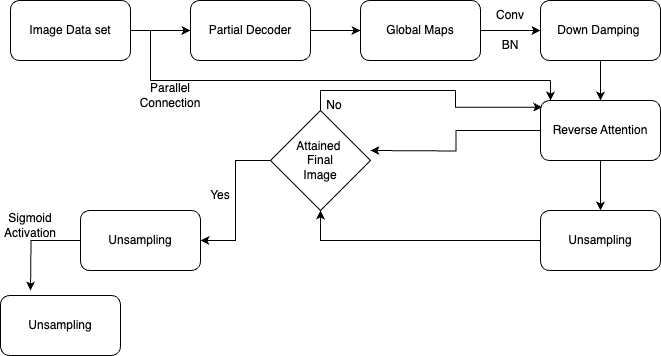 Image Data set
Partial Decoder
Global Maps
Conv
BN
Down Damping
Parallel
Connection
No
Reverse Attention
Attained
Final
Image
Yes
Unsampling
Unsampling
Sigmoid
Activation
Unsampling